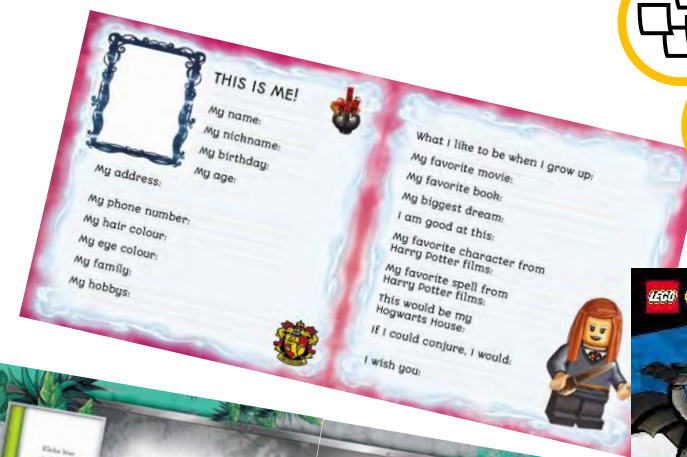 THIS IS ME!
My name:
My nickname:
My birthday:
My age:
My address:
My phone number:
My hair colour:
My eye colour:
My family:
My hobbys:
What I like to be when I grow up:
My favorite movie:
My favorite book:
My biggest dream:
I am good at this:
My favorite character from
Harry Potter films:
My favorite spell from
Harry Potter films:
This would be my
Hogwarts House:
If I could conjure, I would:
I wish you:
LEGO
Klebe hier